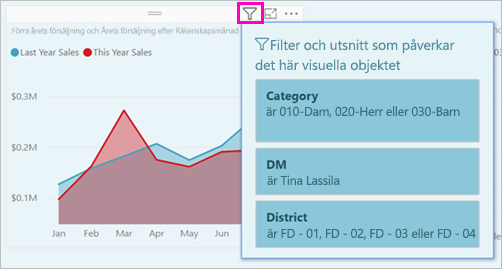 Förra årets försäljning och Årets försäljning efter Räkenskapsmånad
Last Year Sales This Year Sales
$0.3M
$0.2M
$0.1M
Jan Feb Mar Apr May Jun
Filter och utsnitt som påverkar
det här visuella objektet
Category
är 010-Dam, 020-Herr eller 030-Barn
DM
är Tina Lassila
District
är FD - 01, FD - 02, FD - 03 eller FD - 04